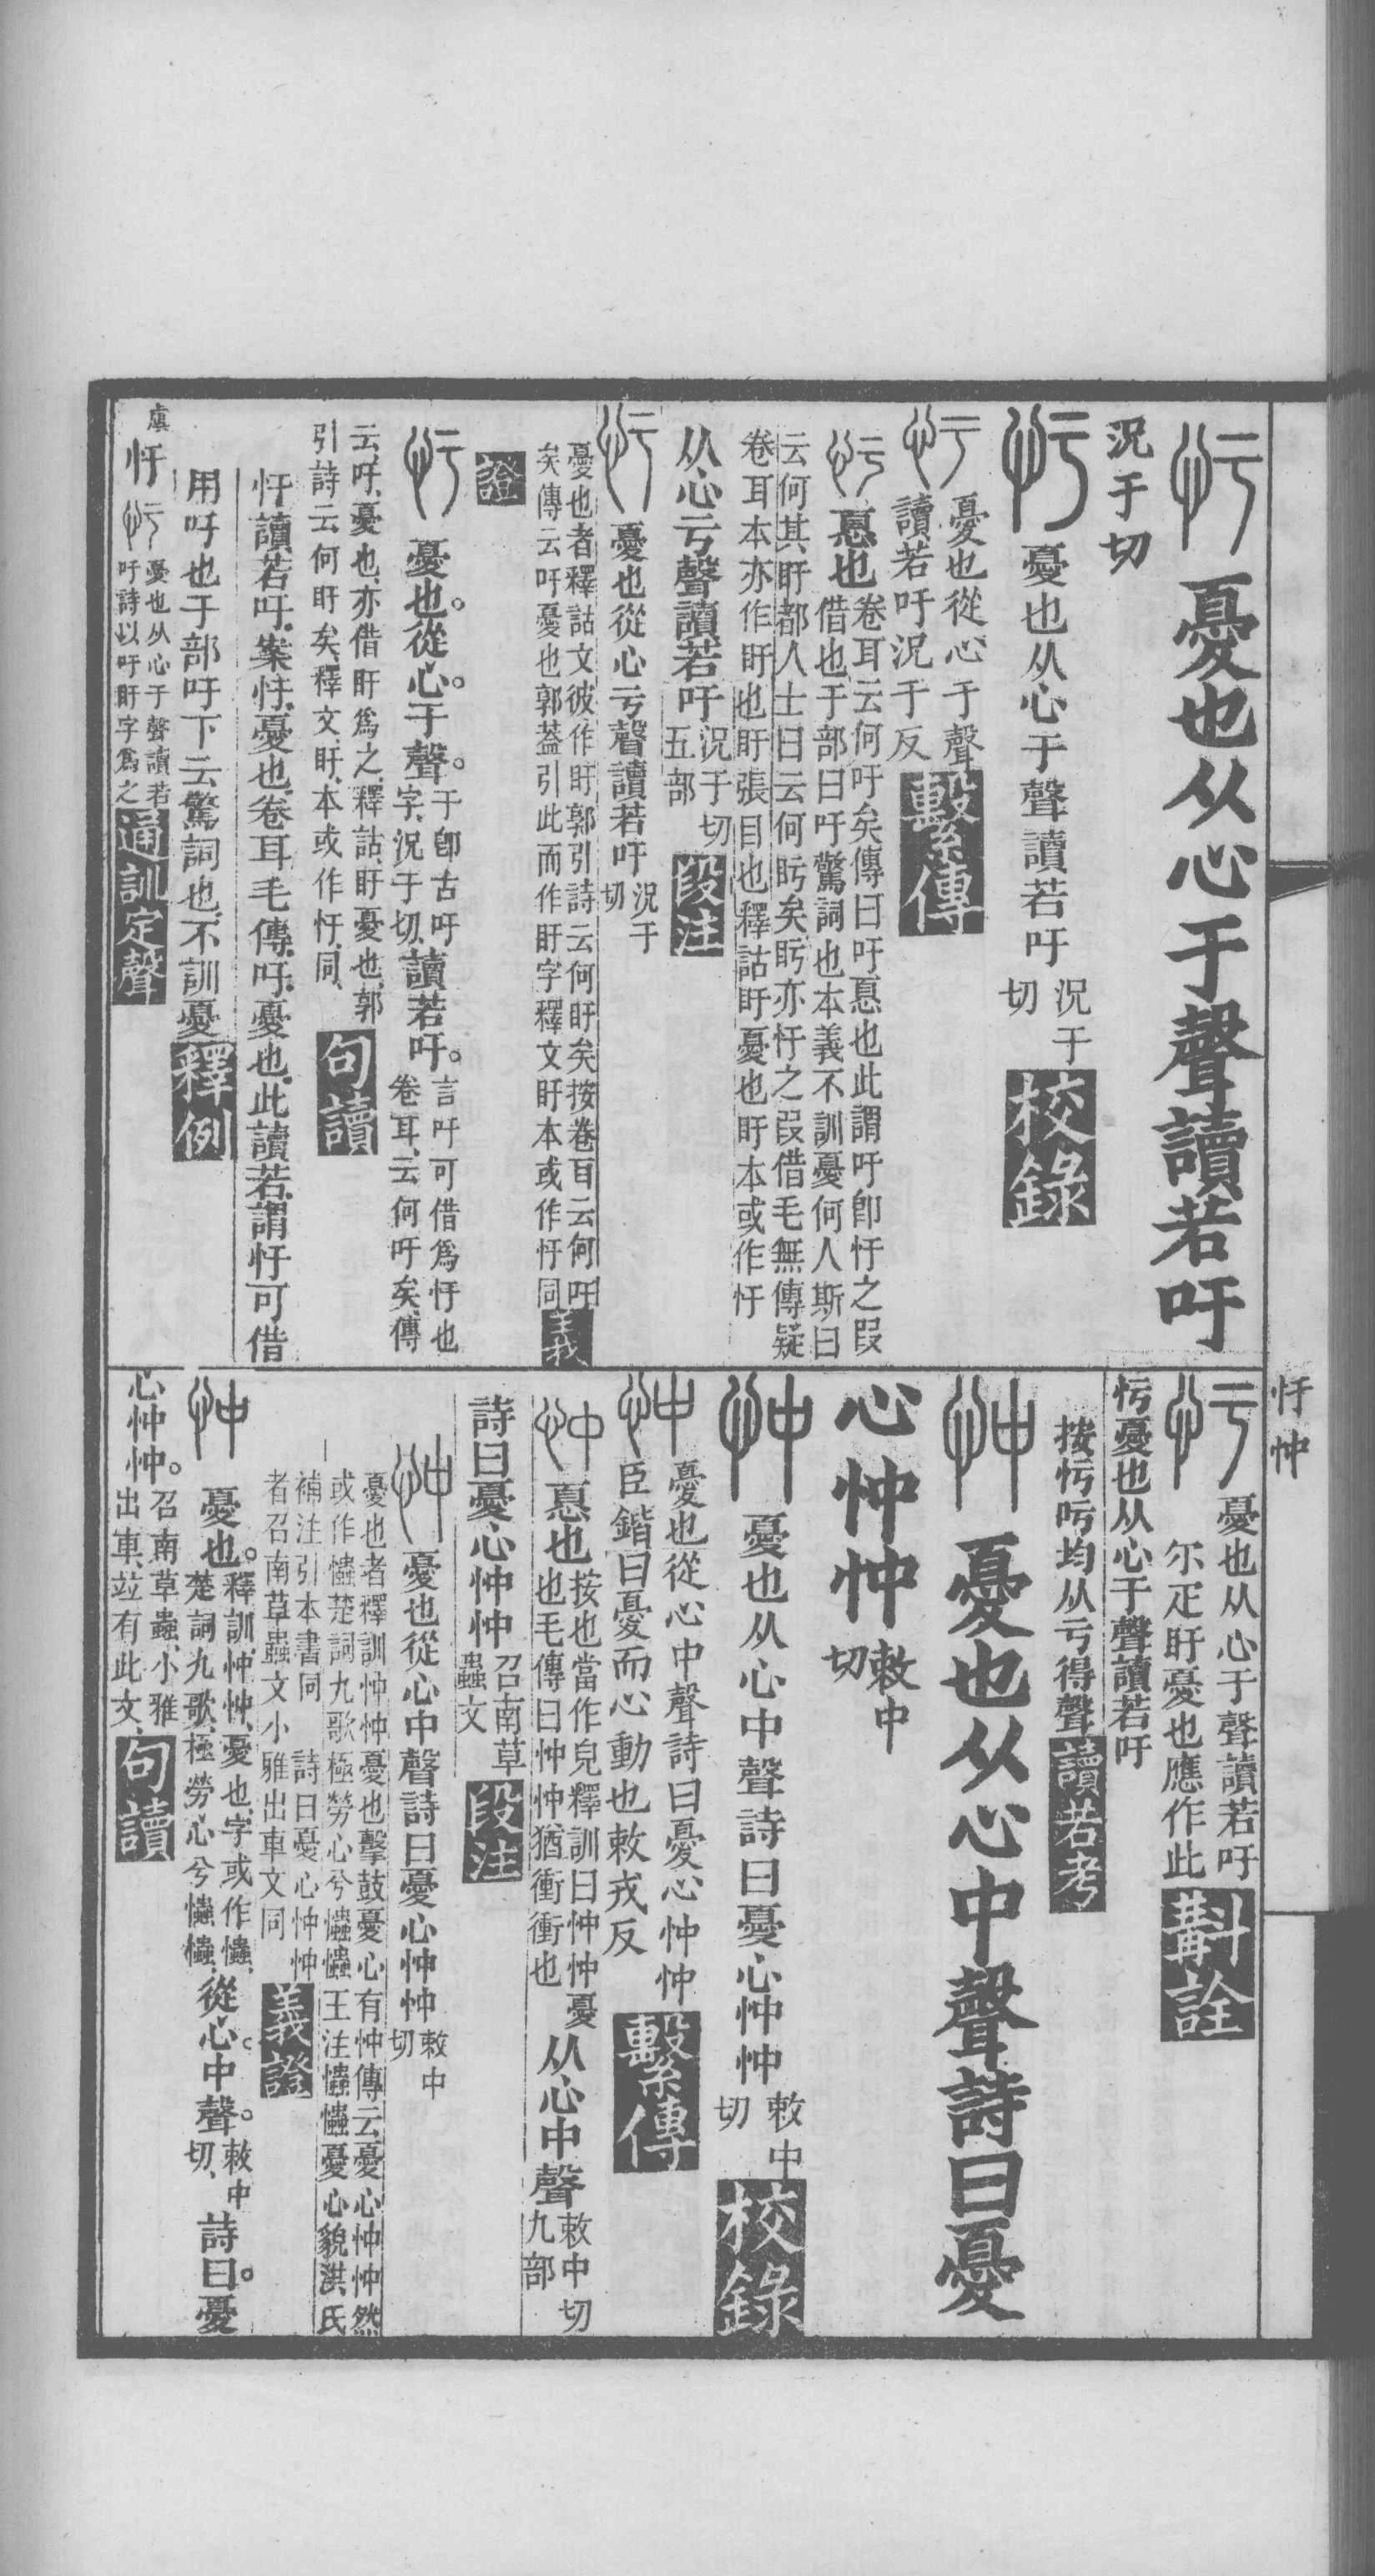 忓 憂也从心于聲讀若吁
況于切
忓 憂也从心于聲讀若吁 況于切 校錄
忓 憂也從心于聲
讀若吁況于反 繫傳
忓 㥑也 卷耳云何吁矣傳曰吁㥑也此謂吁卽忓之叚
借也于部曰吁驚詞也本義不訓憂何人斯曰
云何其盱都人士曰云何盱矣盱亦忓之叚借毛無傳疑
卷耳本亦作盱也盱張目也釋詁盱憂也盱本或作忓
从心亏聲讀若吁 況于切 五部 段注
忓 憂也從心亏聲讀若吁 況于切
憂也者釋詁文彼作盱郭引詩云何盱矣按卷耳云何吁
矣傳云吁憂也郭葢引此而作盱字釋文盱本或作忓同 義
證
忓 憂也。從心。于聲。于卽古吁字、況于切、讀若吁。言吁可借爲忓也卷耳、云何吁矣、傳
云、吁、憂也、亦借盱爲之、釋詁、盱憂也、郭
引詩云何盱矣、釋文、盱、本或作忓、同、 句讀
忓讀若吁、案忓、憂也、卷耳毛傳、吁、憂也、此讀若、謂忓可借
用吁也于部吁下云驚詞也、不訓憂 釋例
虞 忓 憂也从心于聲讀若
吁詩以吁盱字爲之 通訓定聲
忓 憂也从心于聲讀若吁
尓疋盱憂也應作此 斠詮
忓憂也从心于聲讀若吁
按忓吁均从亏得聲 讀若考
忡 憂也从心中聲詩曰憂
心忡忡 敕中切
忡 憂也从心中聲詩曰憂心忡忡 敕中切 校錄
忡 憂也從心中聲詩曰憂心忡忡
臣鍇曰憂而心動也敕戎反 繫傳
忡 㥑也 按也當作皃釋訓曰忡忡憂
也毛傳曰忡忡猶衝衝也 从心中聲 敕中切 九部
詩曰憂心忡忡 召南草蟲文 段注
忡 憂也從心中聲詩曰憂心忡忡 敕中切
憂也者釋訓忡忡憂也擊鼓憂心有忡傳云憂心忡忡然
或作㤝楚詞九歌極勞心兮㤝㤝王注㤝㤝憂心貌洪氏
補注引本書同 詩曰憂心忡忡
者召南草蟲文小雅出車文同 義證
忡 憂也。釋訓、忡忡、憂也、字或作㤝、楚詞九歌、極勞心兮㤝㤝、從心。中聲。敕中切、詩曰。憂
心忡忡。召南草蟲、小雅出車、竝有此文、 句讀
忓忡